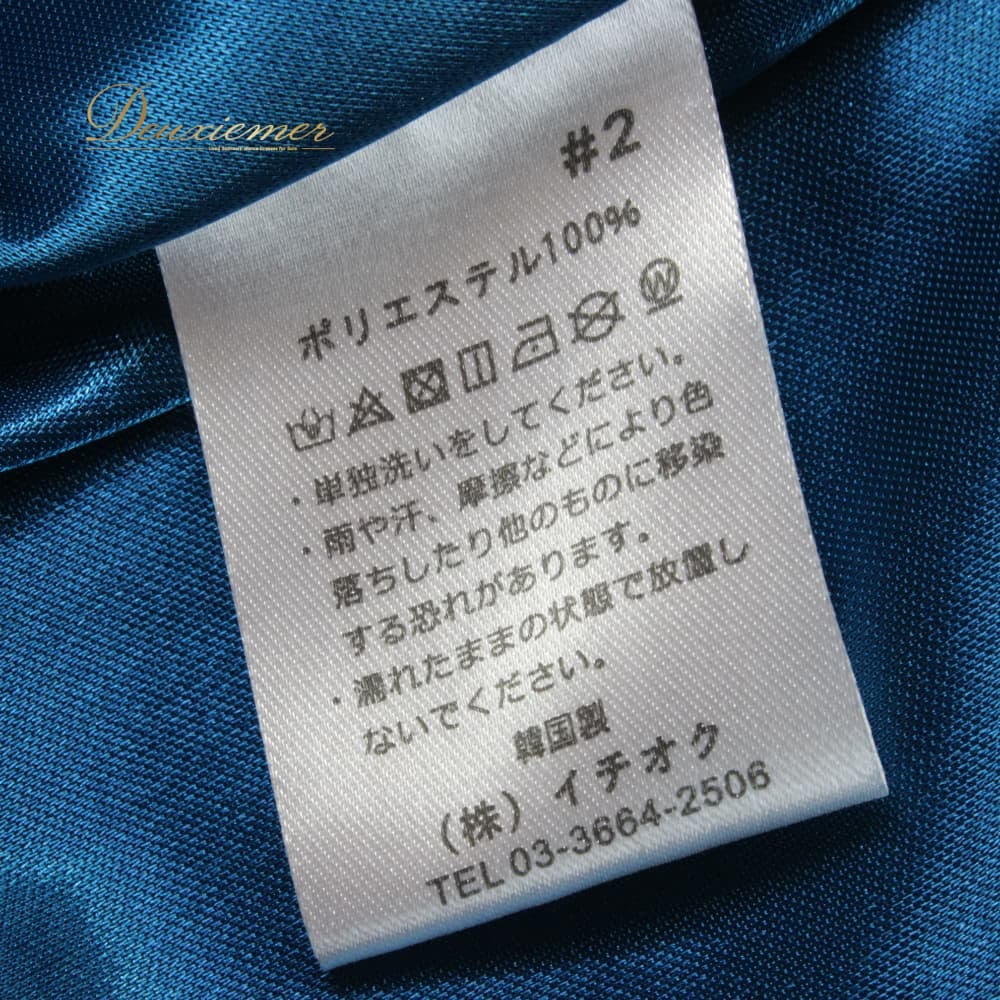 Deuxiemer
#2
ポリエステル100%
W
・単独洗いをしてください。
・雨や汗、摩擦などにより色
落ちしたり他のものに移染
する恐れがあります。
・濡れたままの状態で放置し
ないでください。
韓国製
(株)イチオク
TEL 03-3664-2506